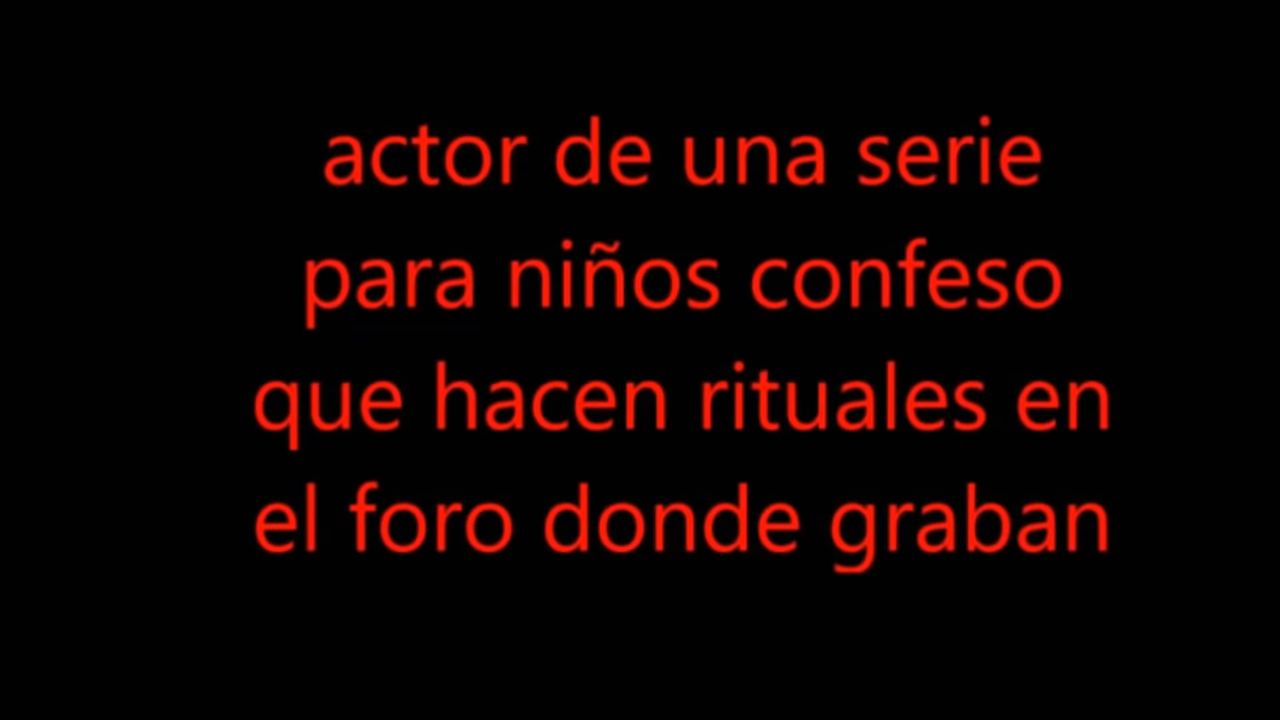 actor de una serie
para niños confeso
que hacen rituales en
el foro donde graban